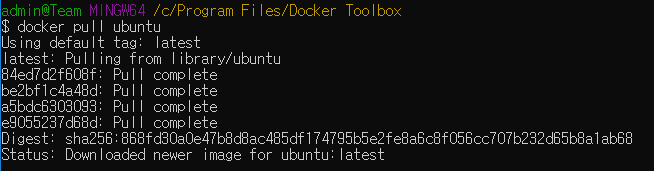 admin@Team MINGW64 /c/Program Files/Docker Toolbox
$ docker pull ubuntu
Using default tag: latest
latest: Pulling from library/ubuntu
84ed7d2f608f: Pull complete
be2bf1c4a48d: Pull complete
a5bdc6303093: Pull complete
e9055237d68d: Pull complete
Digest: sha256:868fd30a0e47b8d8ac485df174795b5e2fe8a6c8f056cc707b232d65b8a1ab68
Status: Downloaded newer image for ubuntu:latest